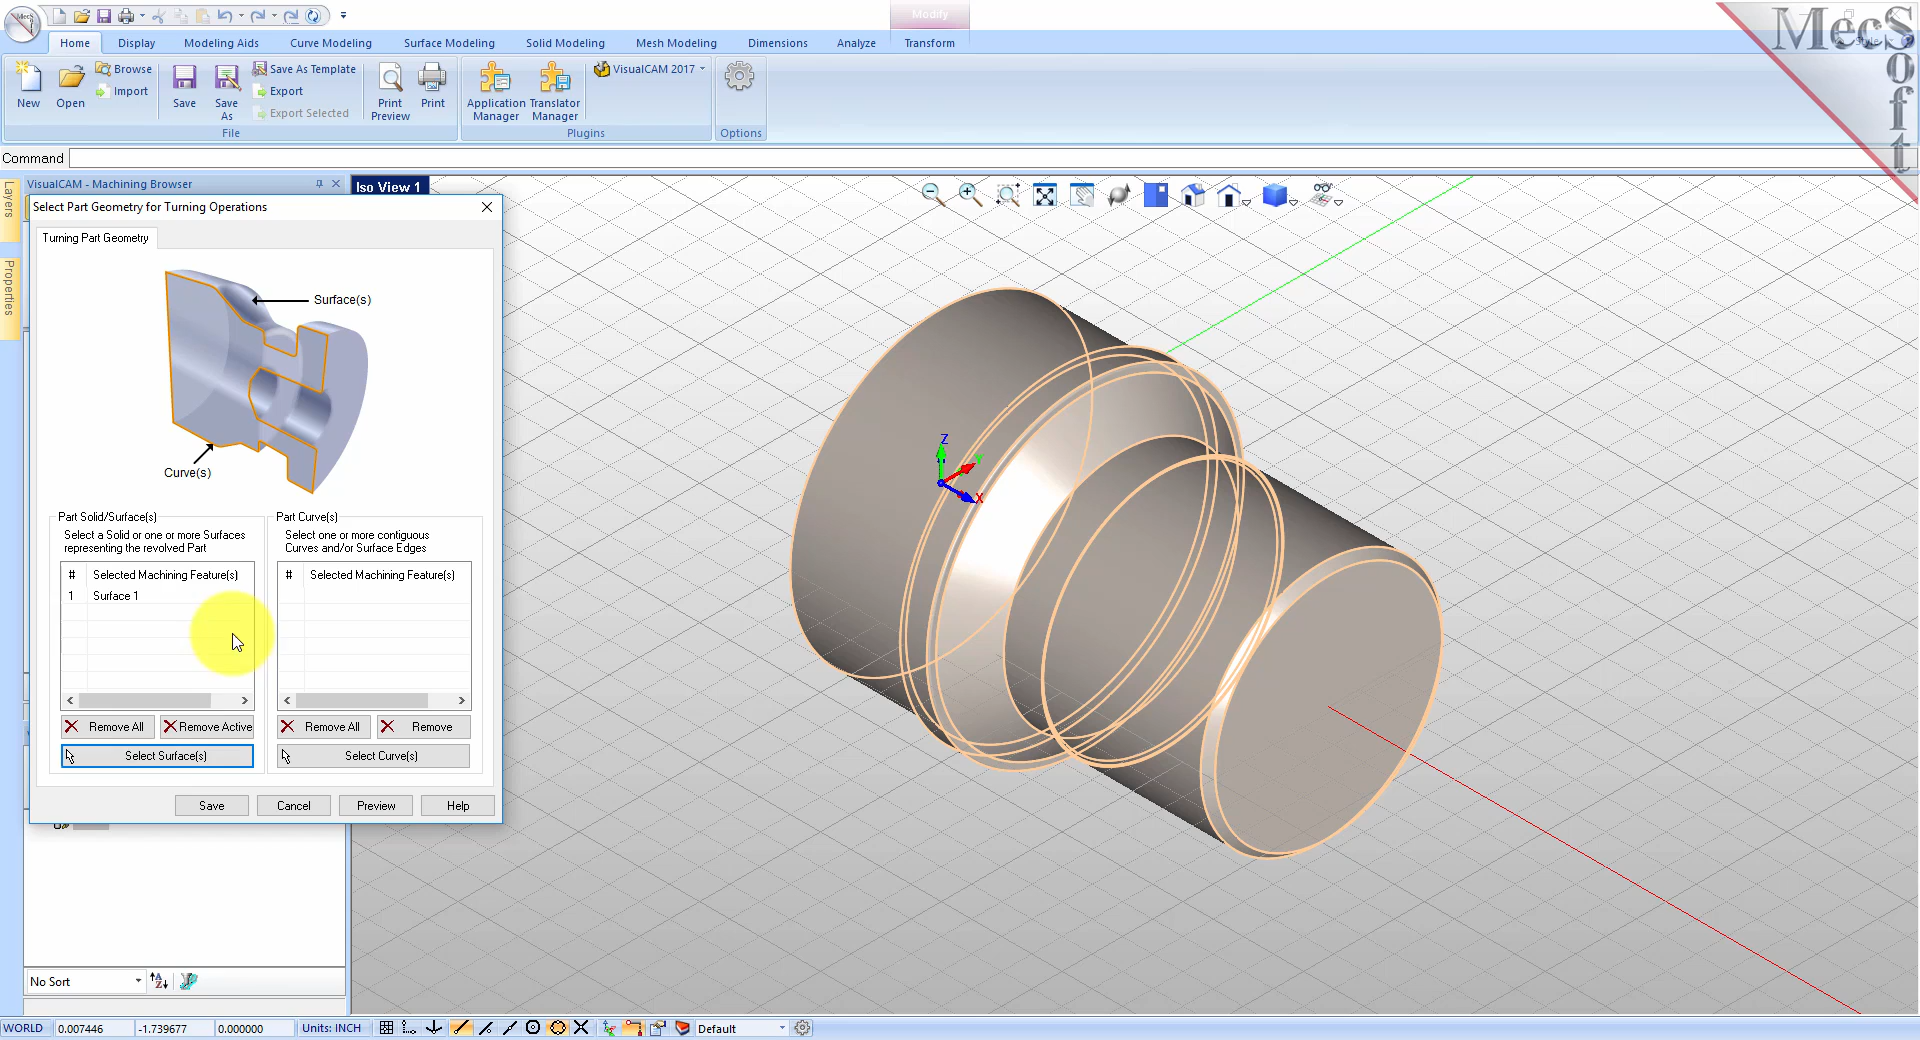 Modify
MecSoft
Home Display Modeling Aids Curve Modeling Surface Modeling Solid Modeling Mesh Modeling Dimensions Analyze Transform
Style
New
Open
Browse
Import
Save
Save As
Save As Template
Export
Export Selected
Print Preview
Print
Application Manager
Translator Manager
VisualCAM 2017
File
Plugins
Options
Command
Layers
Properties
VisualCAM - Machining Browser
Iso View 1
Select Part Geometry for Turning Operations
Turning Part Geometry
Surface(s)
Curve(s)
Part Solid/Surface(s)
Select a Solid or one or more Surfaces
representing the revolved Part
# Selected Machining Feature(s)
1 Surface 1
Remove All Remove Active
Select Surface(s)
Part Curve(s)
Select one or more contiguous
Curves and/or Surface Edges
# Selected Machining Feature(s)
Remove All Remove
Select Curve(s)
Save Cancel Preview Help
Z
Y
X
No Sort
WORLD 0.007446 -1.739677 0.000000 Units: INCH Default